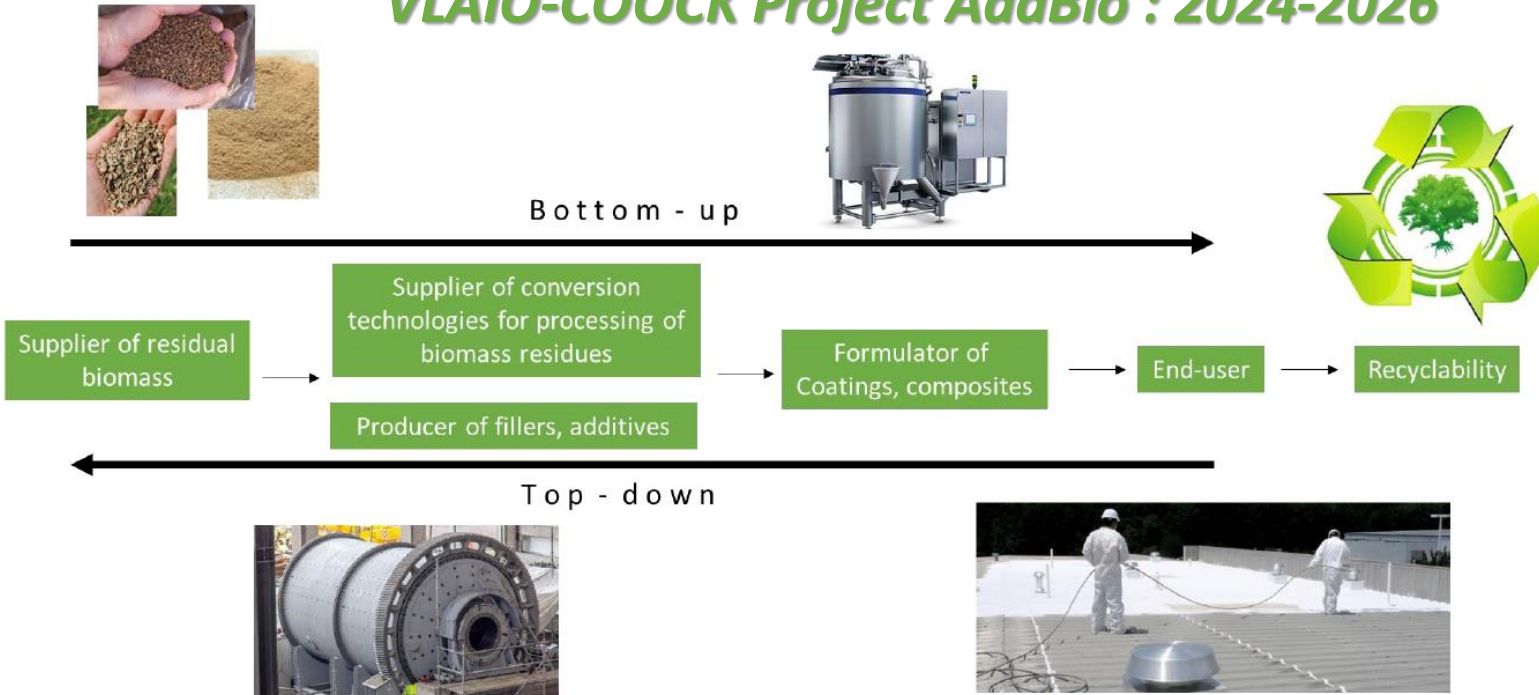 VLAIO-COOCK Project AddBio : 2024-2026
Bottom - up
Supplier of residual
biomass
Supplier of conversion
technologies for processing of
biomass residues
Producer of fillers, additives
Formulator of
Coatings, composites
End-user
Recyclability
Top - down